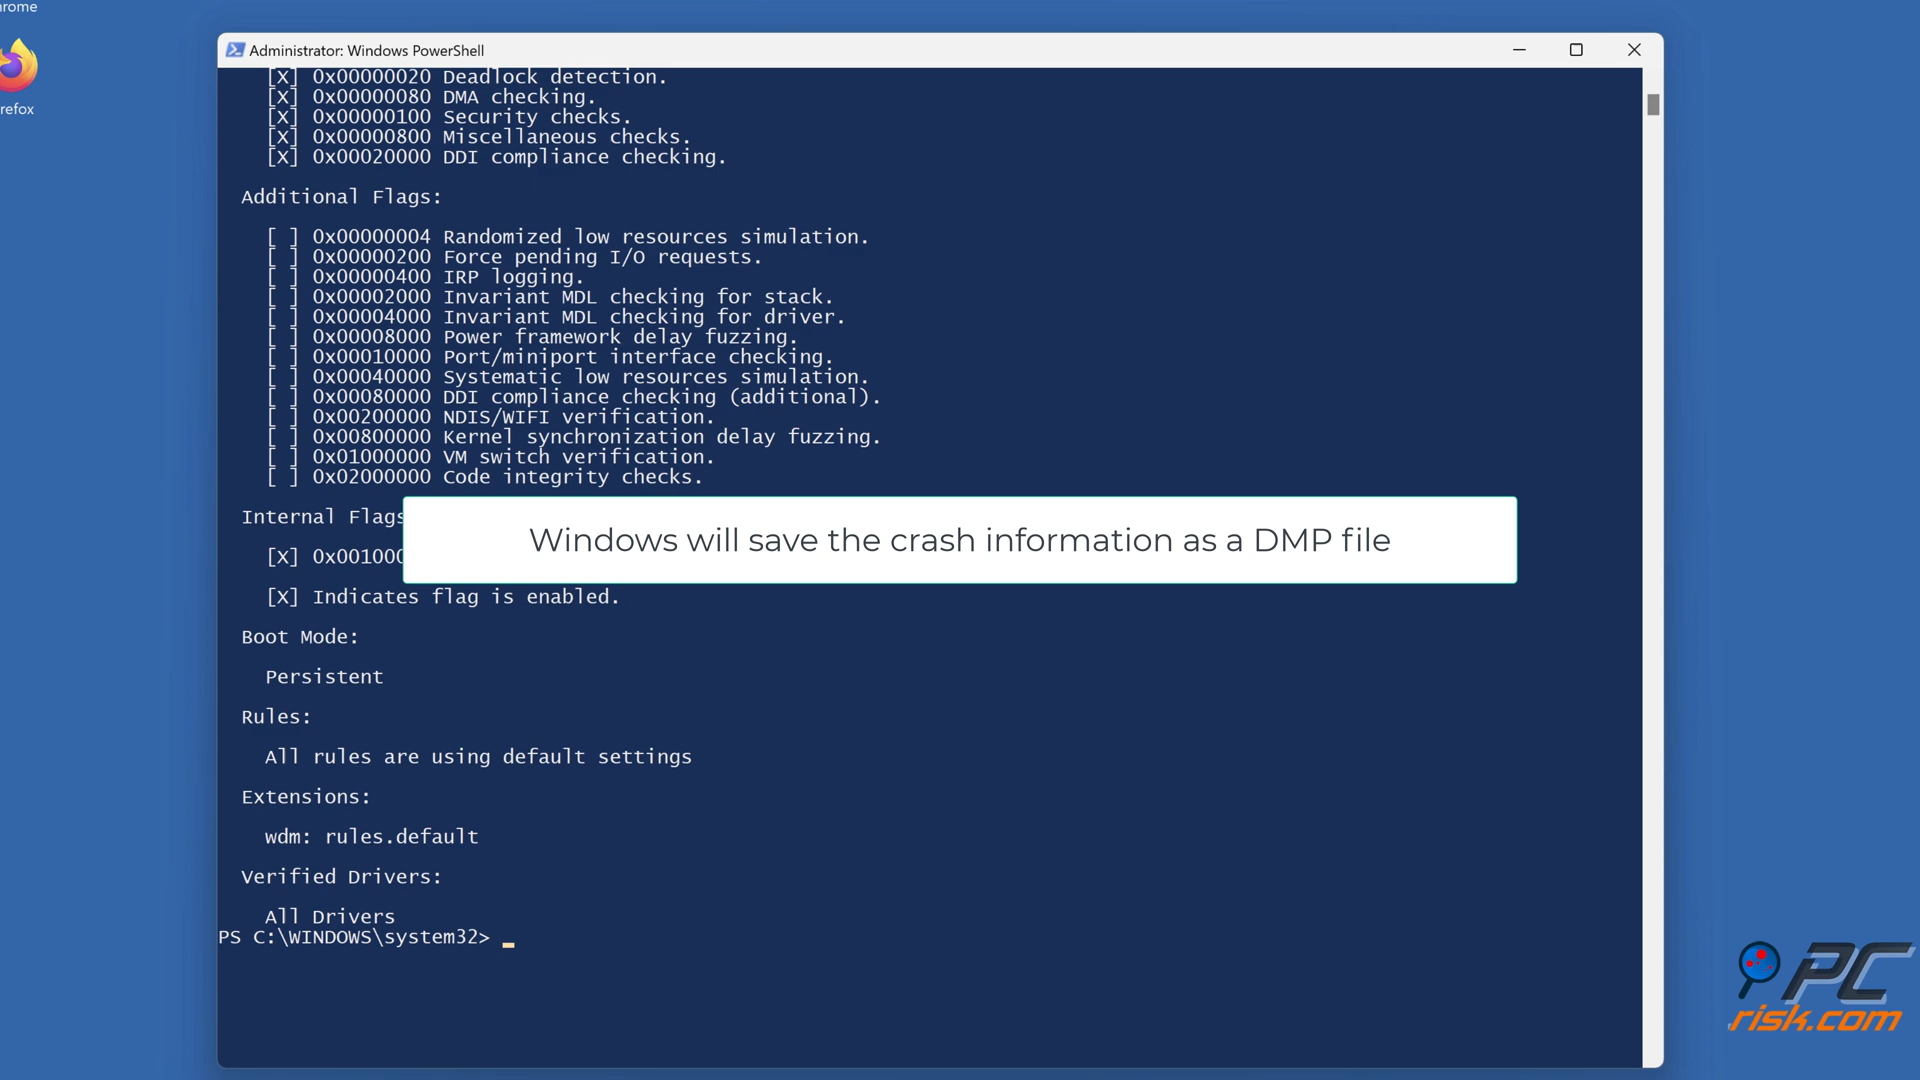 Administrator: Windows PowerShell
[X] 0x00000020 Deadlock detection.
[X] 0x00000080 DMA checking.
[X] 0x00000100 Security checks.
[X] 0x00000800 Miscellaneous checks.
[X] 0x00020000 DDI compliance checking.
Additional Flags:
[ ] 0x00000004 Randomized low resources simulation.
[ ] 0x00000200 Force pending I/O requests.
[ ] 0x00000400 IRP logging.
[ ] 0x00002000 Invariant MDL checking for stack.
[ ] 0x00004000 Invariant MDL checking for driver.
[ ] 0x00008000 Power framework delay fuzzing.
[ ] 0x00010000 Port/miniport interface checking.
[ ] 0x00040000 Systematic low resources simulation.
[ ] 0x00080000 DDI compliance checking (additional).
[ ] 0x00200000 NDIS/WIFI verification.
[ ] 0x00800000 Kernel synchronization delay fuzzing.
[ ] 0x01000000 VM switch verification.
[ ] 0x02000000 Code integrity checks.
Internal Flags
Windows will save the crash information as a DMP file
[X] 0x00100
[X] Indicates flag is enabled.
Boot Mode:
Persistent
Rules:
All rules are using default settings
Extensions:
wdm: rules.default
Verified Drivers:
All Drivers
PS C:\WINDOWS\system32> _
hrome
refox
PC
risk.com